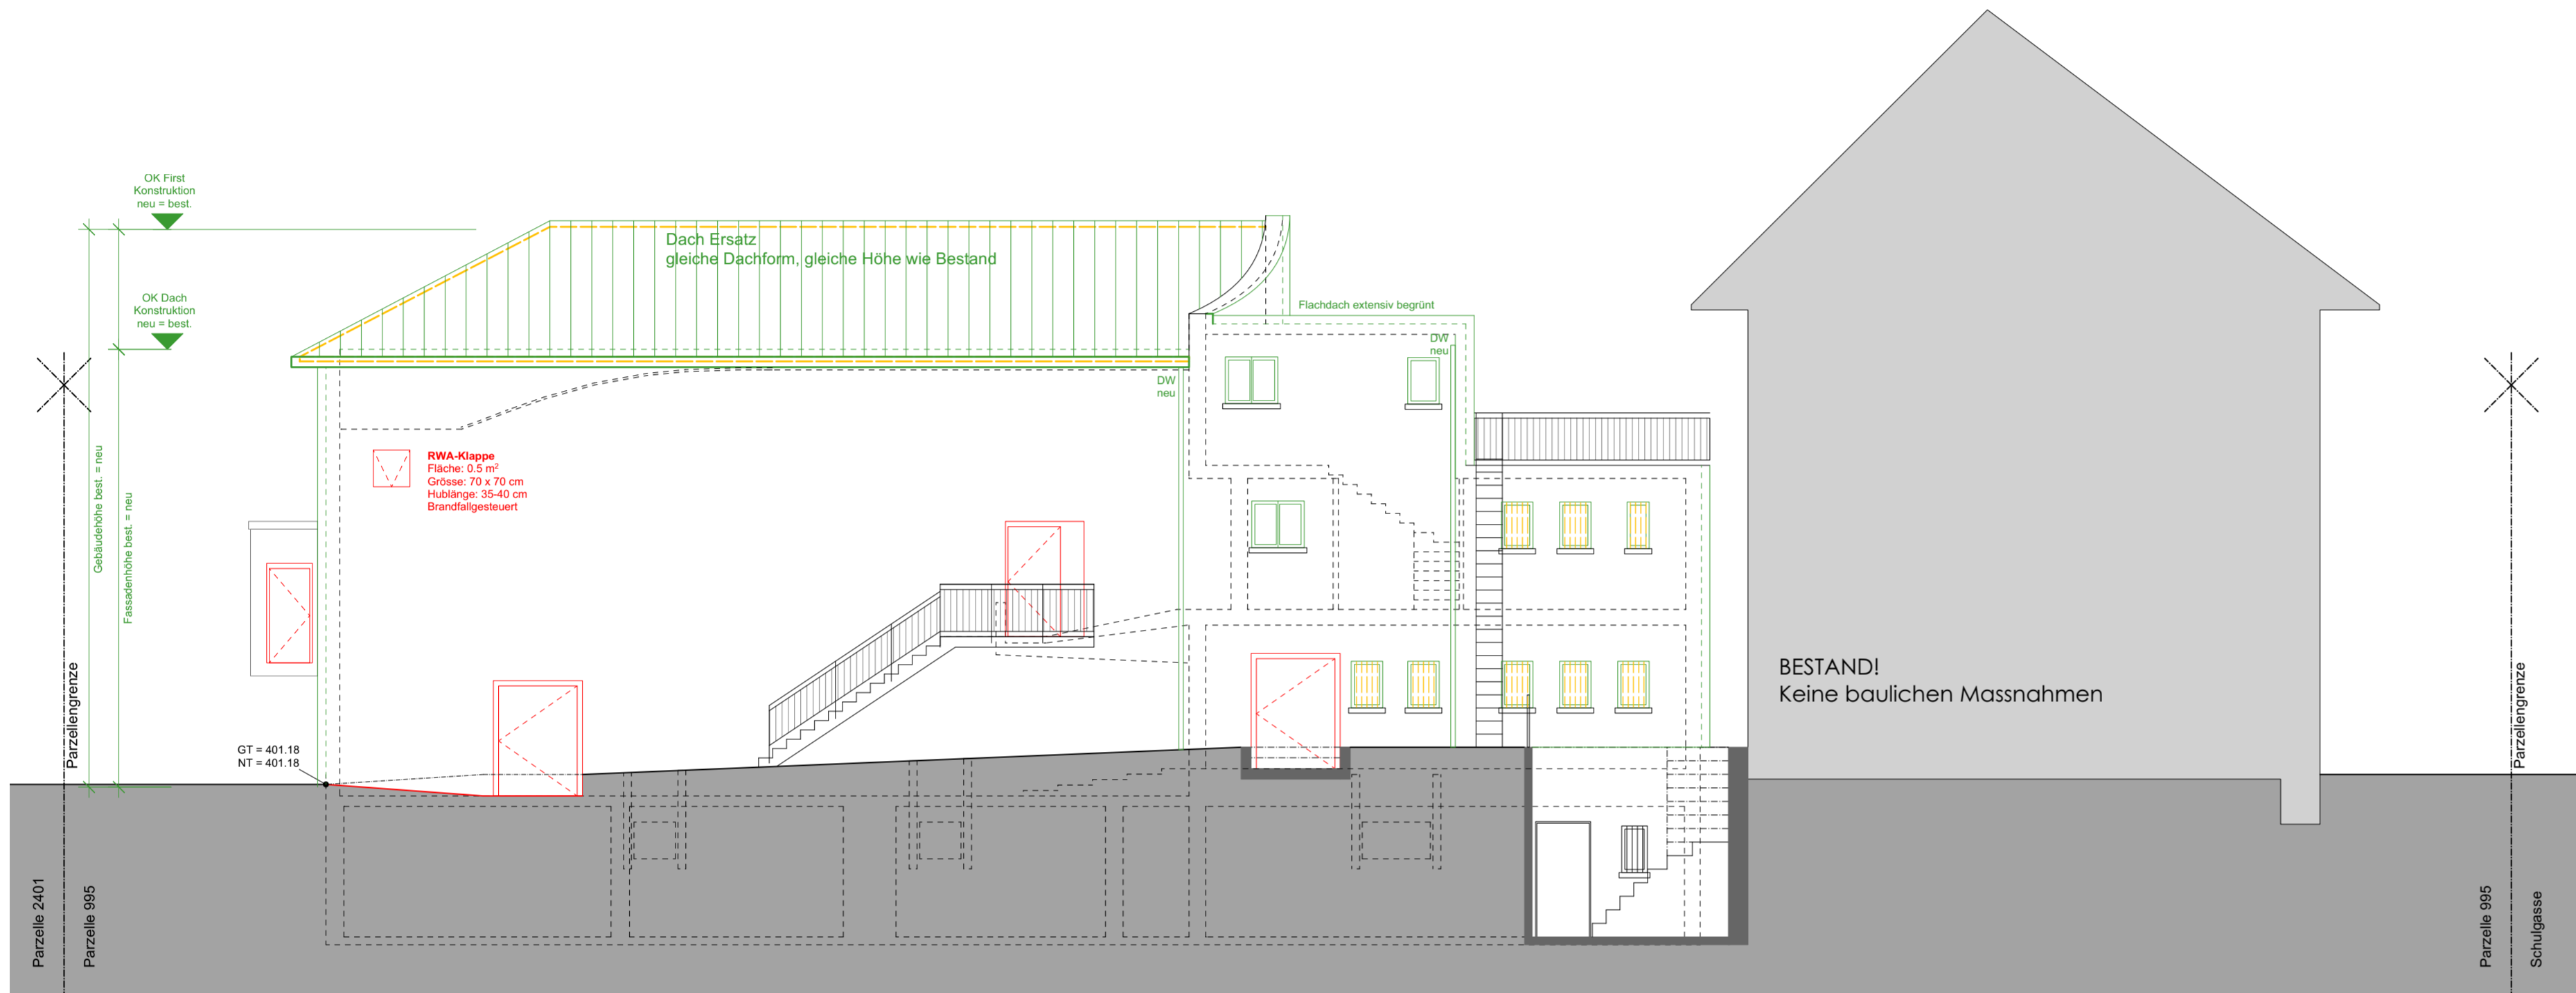 OK First
Konstruktion
neu = best.
Dach Ersatz
gleiche Dachform, gleiche Höhe wie Bestand
OK Dach
Konstruktion
neu = best.
Flachdach extensiv begrünt
DW
neu
DW
neu
RWA-Klappe
Fläche: 0.5 m²
Grösse: 70 x 70 cm
Hublänge: 35-40 cm
Brandfallgesteuert
Gebäudehöhe best. = neu
Fassadenhöhe best. = neu
BESTAND!
Keine baulichen Massnahmen
Parzellengrenze
Parzellengrenze
GT = 401.18
NT = 401.18
Parzelle 2401
Parzelle 995
Parzelle 995
Schulgasse